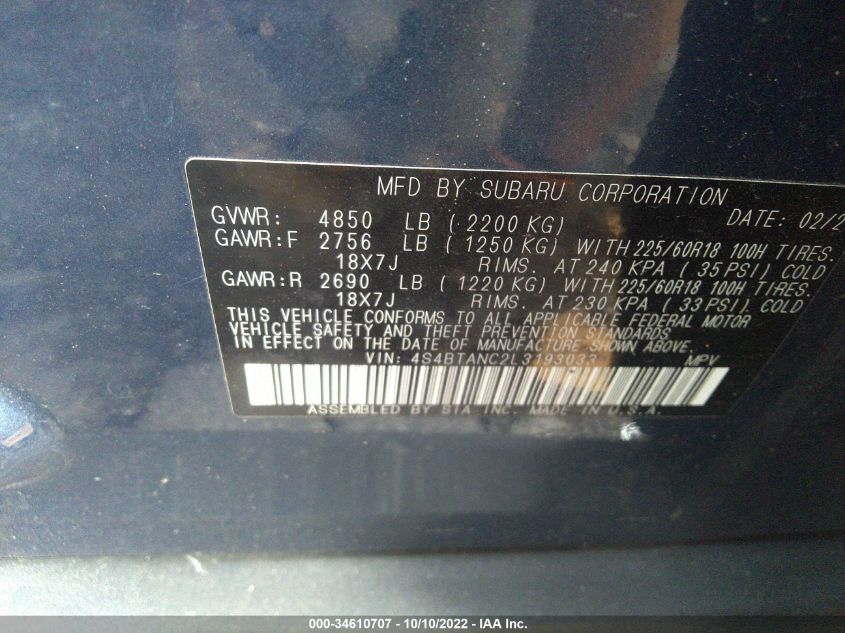 MFD BY SUBARU CORPORATION
GVWR: 4850 LB ( 2200 KG) DATE: 02/2
GAWR:F 2756 LB ( 1250 KG) WITH 225/60R18 100H TIRES.
18X7J RIMS. AT 240 KPA ( 35 PSI) COLD
GAWR:R 2690 LB ( 1220 KG) WITH 225/60R18 100H TIRES.
18X7J RIMS. AT 230 KPA ( 33 PSI) COLD
THIS VEHICLE CONFORMS TO ALL APPLICABLE FEDERAL MOTOR
VEHICLE SAFETY AND THEFT PREVENTION STANDARDS
IN EFFECT ON THE DATE OF MANUFACTURE SHOWN ABOVE.
VIN: 4S4BTANC2L3193033 MPV
ASSEMBLED BY SIA INC. MADE IN U.S.A.
000-34610707 - 10/10/2022 - IAA Inc.